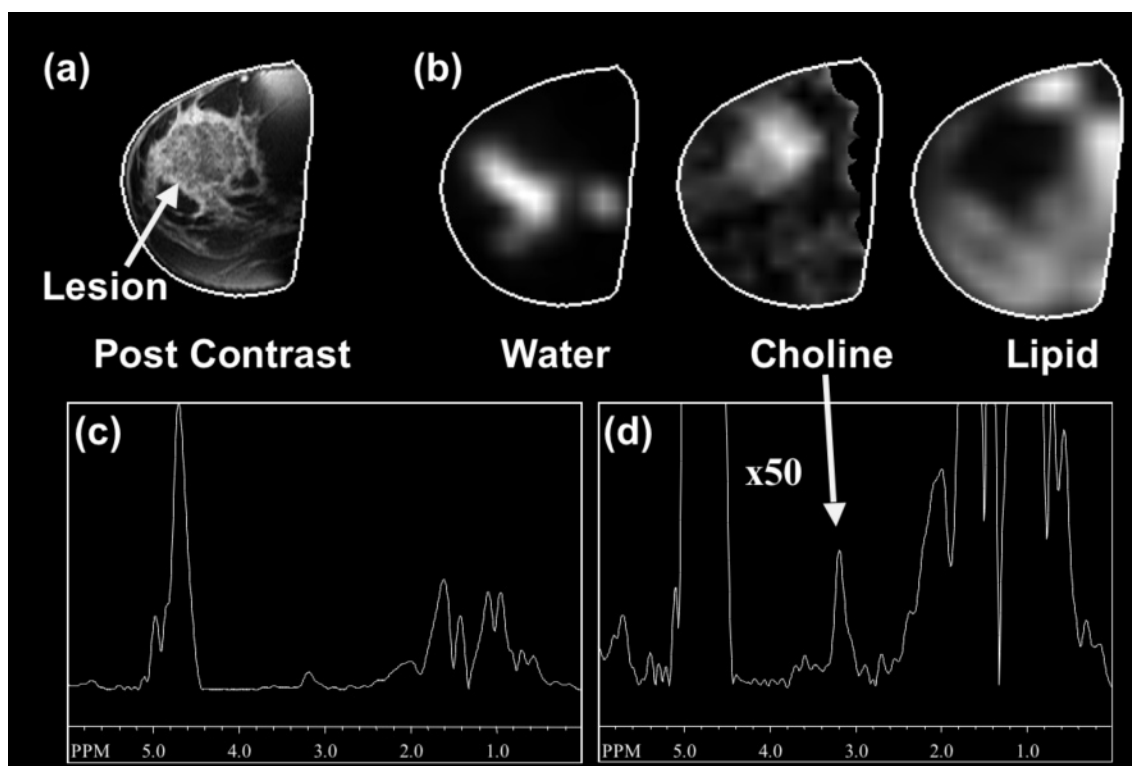 (a)
(b)
Lesion
Post Contrast
Water
Choline
Lipid
(c)
(d)
x50
PPM 5.0 4.0 3.0 2.0 1.0
PPM 5.0 4.0 3.0 2.0 1.0